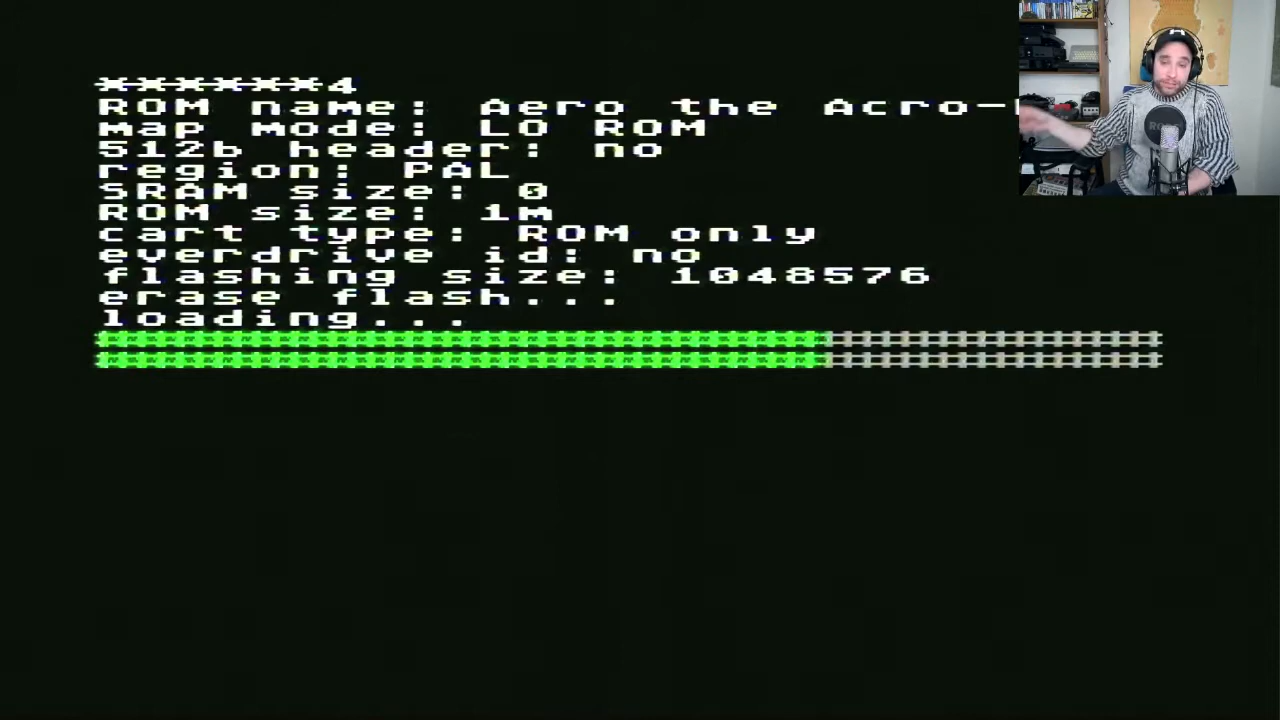 ××××××4
ROM name: Aero the Acro-
map mode: LO ROM
512b header: no
region: PAL
SRAM size: 0
ROM size: 1m
cart type: ROM only
everdrive id: no
flashing size: 1048576
erase flash...
loading...